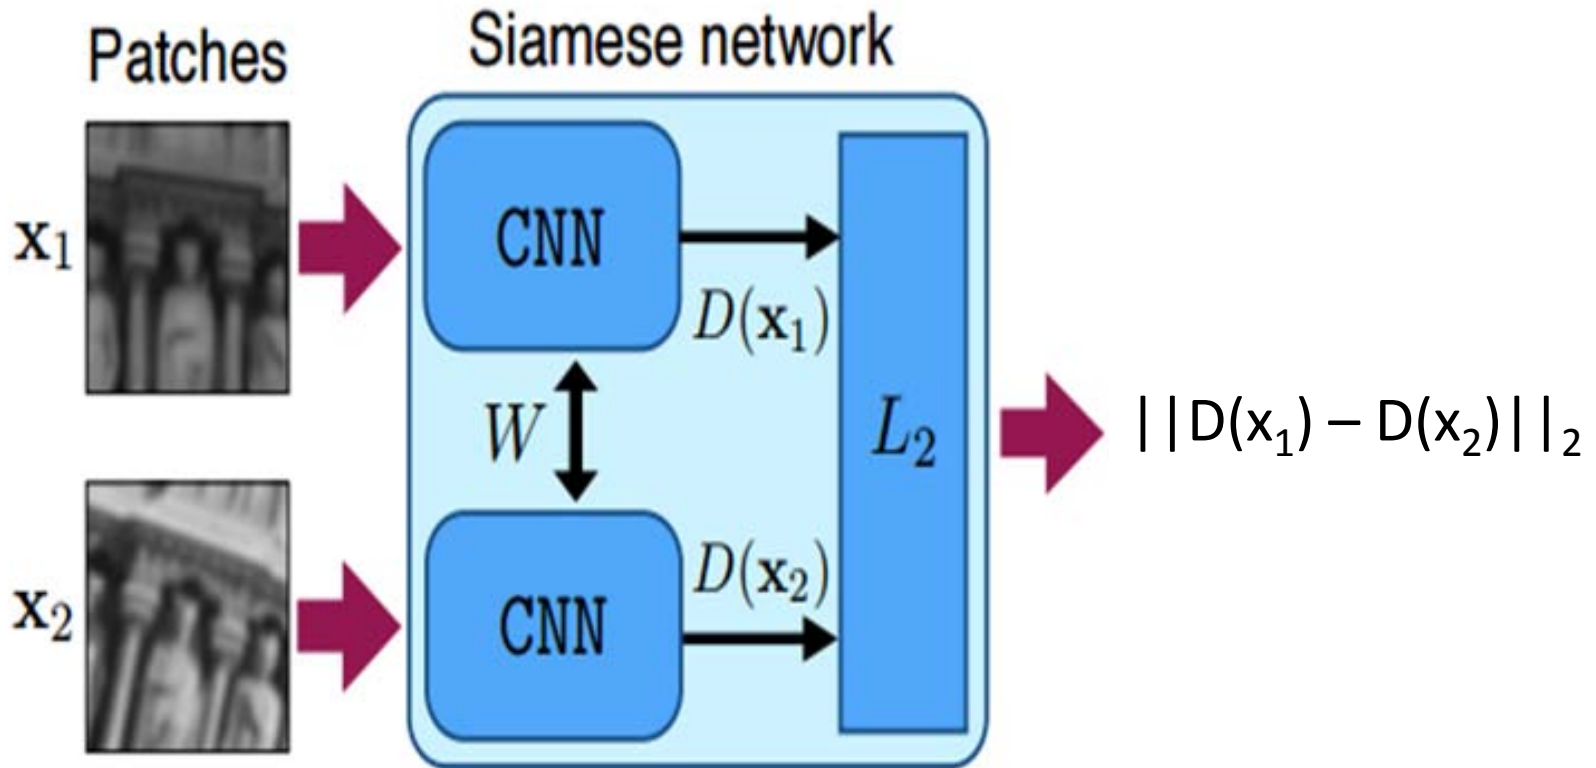 Patches
Siamese network
x₁
CNN
D(x₁)
W
L₂
||D(x₁) – D(x₂)||₂
x₂
CNN
D(x₂)